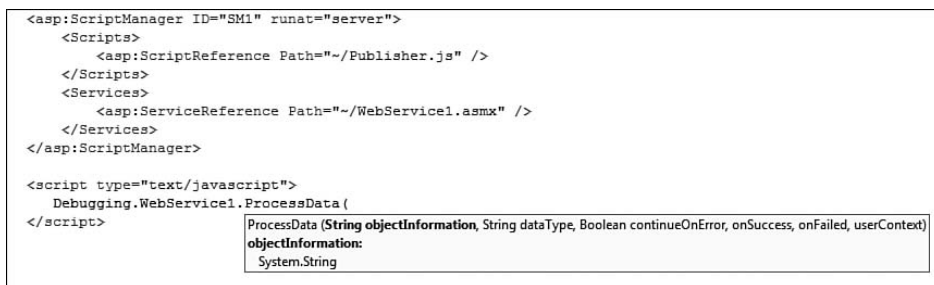 <asp:ScriptManager ID="SM1" runat="server">
<Scripts>
<asp:ScriptReference Path="~/Publisher.js" />
</Scripts>
<Services>
<asp:ServiceReference Path="~/WebService1.asmx" />
</Services>
</asp:ScriptManager>
<script type="text/javascript">
Debugging.WebService1.ProcessData(
</script>
ProcessData (String objectInformation, String dataType, Boolean continueOnError, onSuccess, onFailed, userContext)
objectInformation:
System.String